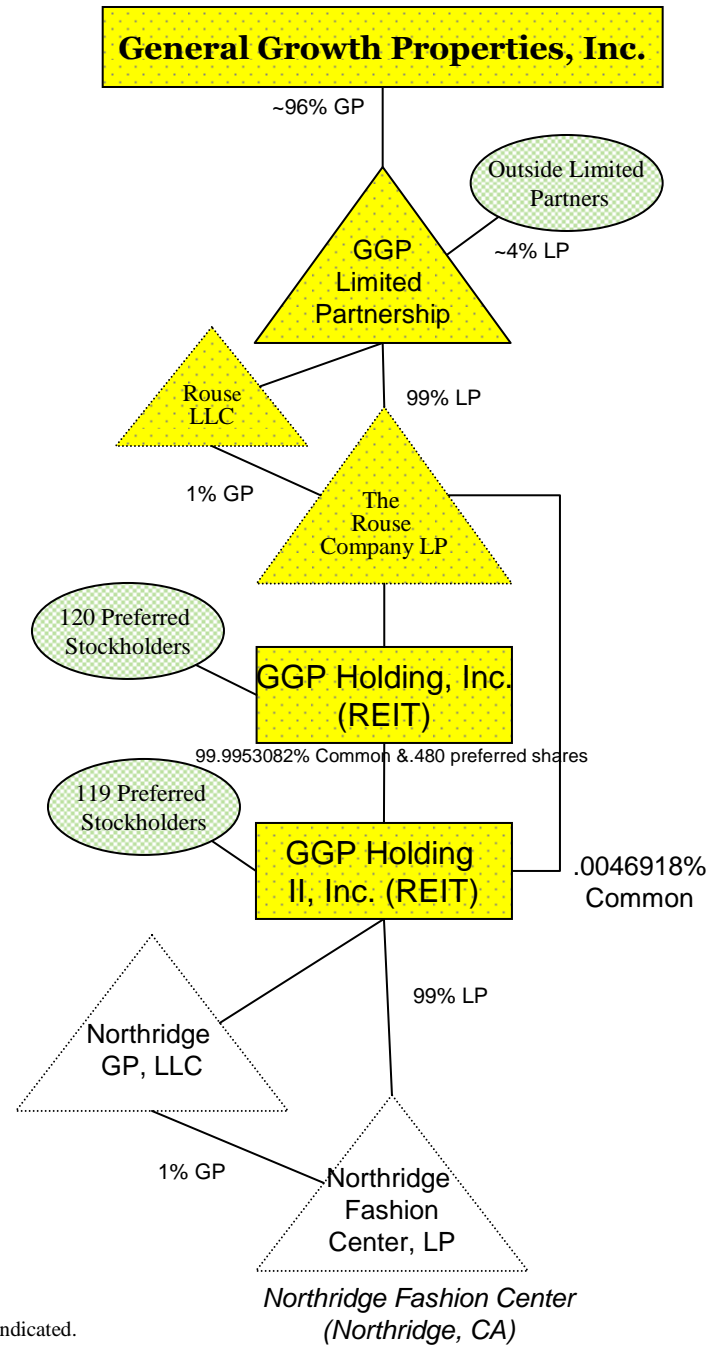 General Growth Properties, Inc.
~96% GP
Outside Limited
Partners
~4% LP
GGP
Limited
Partnership
Rouse
LLC
99% LP
1% GP
The
Rouse
Company LP
120 Preferred
Stockholders
GGP Holding, Inc.
(REIT)
99.9953082% Common &.480 preferred shares
119 Preferred
Stockholders
GGP Holding
II, Inc. (REIT)
.0046918%
Common
99% LP
Northridge
GP, LLC
1% GP
Northridge
Fashion
Center, LP
Northridge Fashion Center
(Northridge, CA)
ndicated.